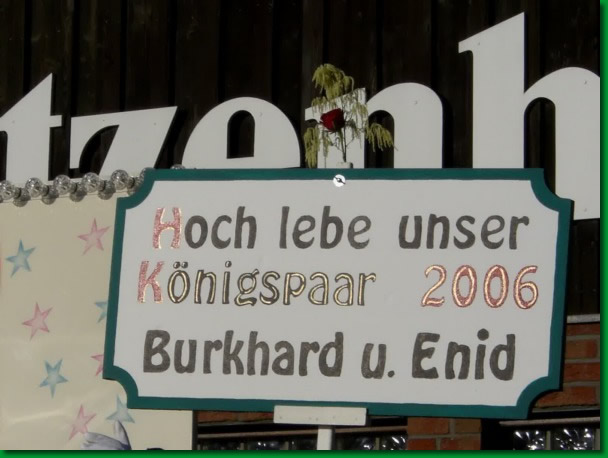 tzenh
Hoch lebe unser
Königspaar 2006
Burkhard u. Enid